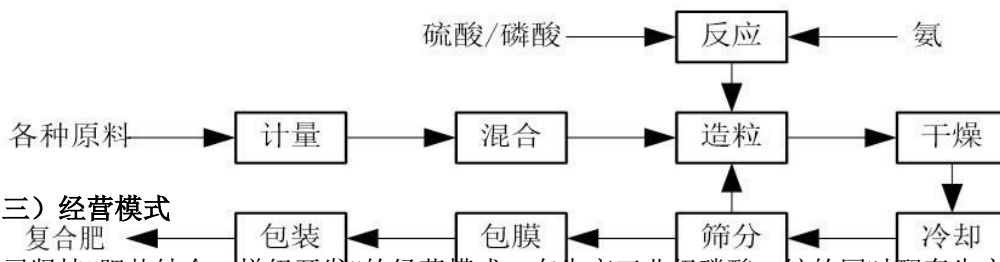 硫酸/磷酸 反应 氨
各种原料 计量 混合 造粒 干燥
三）经营模式
复合肥 包装 包膜 筛分 冷却